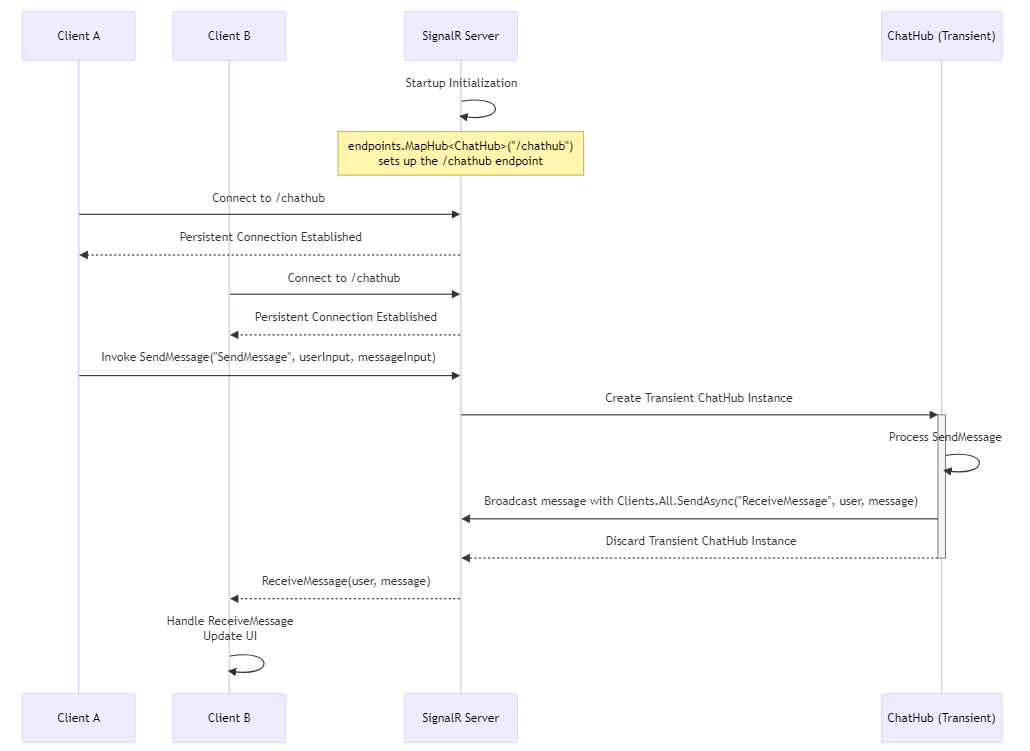 Client A
Client B
SignalR Server
ChatHub (Transient)
Startup Initialization
endpoints.MapHub<ChatHub>("/chathub")
sets up the /chathub endpoint
Connect to /chathub
Persistent Connection Established
Connect to /chathub
Persistent Connection Established
Invoke SendMessage("SendMessage", userInput, messageInput)
Create Transient ChatHub Instance
Process SendMessage
Broadcast message with Clients.All.SendAsync("ReceiveMessage", user, message)
Discard Transient ChatHub Instance
ReceiveMessage(user, message)
Handle ReceiveMessage
Update UI
Client A
Client B
SignalR Server
ChatHub (Transient)